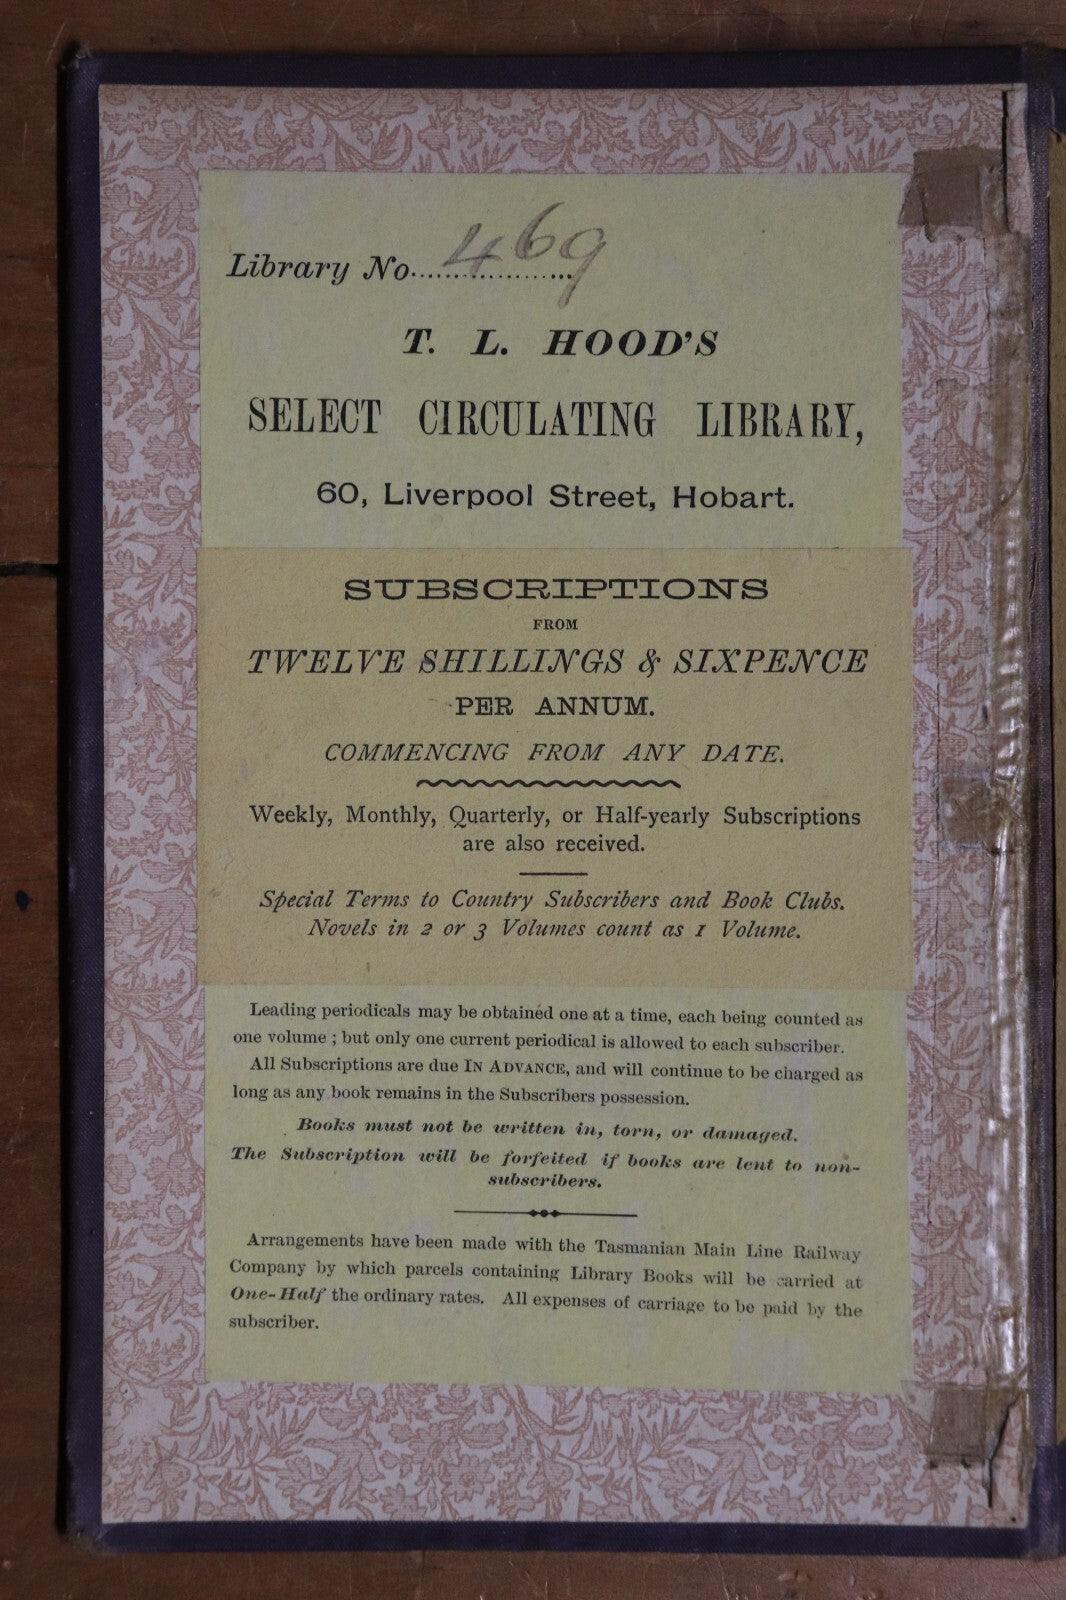 Library No.................... 469
T. L. HOOD'S
SELECT CIRCULATING LIBRARY,
60, Liverpool Street, Hobart.
SUBSCRIPTIONS
FROM
TWELVE SHILLINGS & SIXPENCE
PER ANNUM.
COMMENCING FROM ANY DATE.
Weekly, Monthly, Quarterly, or Half-yearly Subscriptions
are also received.
Special Terms to Country Subscribers and Book Clubs.
Novels in 2 or 3 Volumes count as 1 Volume.
Leading periodicals may be obtained one at a time, each being counted as
one volume ; but only one current periodical is allowed to each subscriber.
All Subscriptions are due IN ADVANCE, and will continue to be charged as
long as any book remains in the Subscribers possession.
Books must not be written in, torn, or damaged.
The Subscription will be forfeited if books are lent to non-
subscribers.
Arrangements have been made with the Tasmanian Main Line Railway
Company by which parcels containing Library Books will be carried at
One-Half the ordinary rates. All expenses of carriage to be paid by the
subscriber.